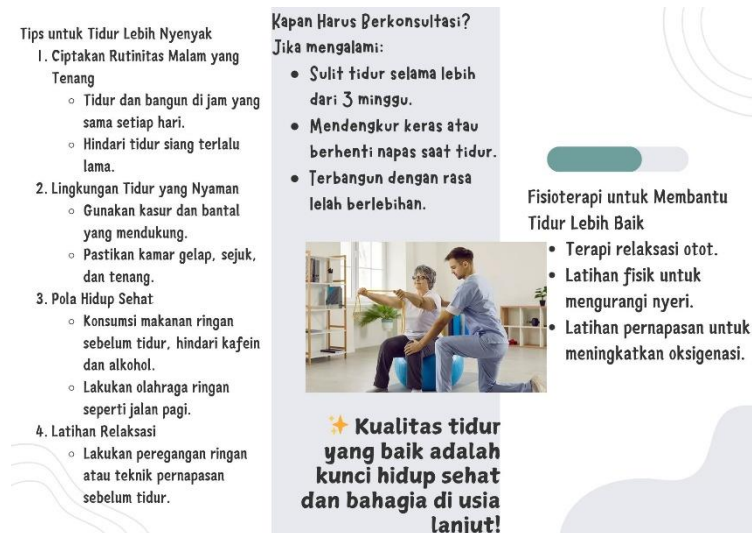 Tips untuk Tidur Lebih Nyenyak
1. Ciptakan Rutinitas Malam yang
Tenang
Tidur dan bangun di jam yang
sama setiap hari.
Hindari tidur siang terlalu
lama.
2. Lingkungan Tidur yang Nyaman
Gunakan kasur dan bantal
yang mendukung.
Pastikan kamar gelap, sejuk,
dan tenang.
3. Pola Hidup Sehat
Konsumsi makanan ringan
sebelum tidur, hindari kafein
dan alkohol.
Lakukan olahraga ringan
seperti jalan pagi.
4. Latihan Relaksasi
Lakukan peregangan ringan
atau teknik pernapasan
sebelum tidur.
Kapan Harus Berkonsultasi?
Jika mengalami:
Sulit tidur selama lebih
dari 3 minggu.
Mendengkur keras atau
berhenti napas saat tidur.
Terbangun dengan rasa
lelah berlebihan.
✨ Kualitas tidur
yang baik adalah
kunci hidup sehat
dan bahagia di usia
lanjut!
Fisioterapi untuk Membantu
Tidur Lebih Baik
Terapi relaksasi otot.
Latihan fisik untuk
mengurangi nyeri.
Latihan pernapasan untuk
meningkatkan oksigenasi.